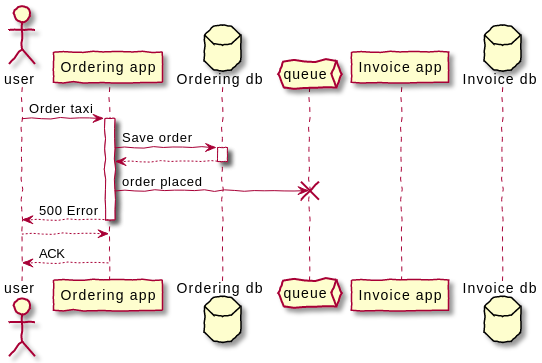 user
Ordering app
Ordering db
queue
Invoice app
Invoice db
Order taxi
Save order
order placed
500 Error
ACK
user
Ordering app
Ordering db
queue
Invoice app
Invoice db